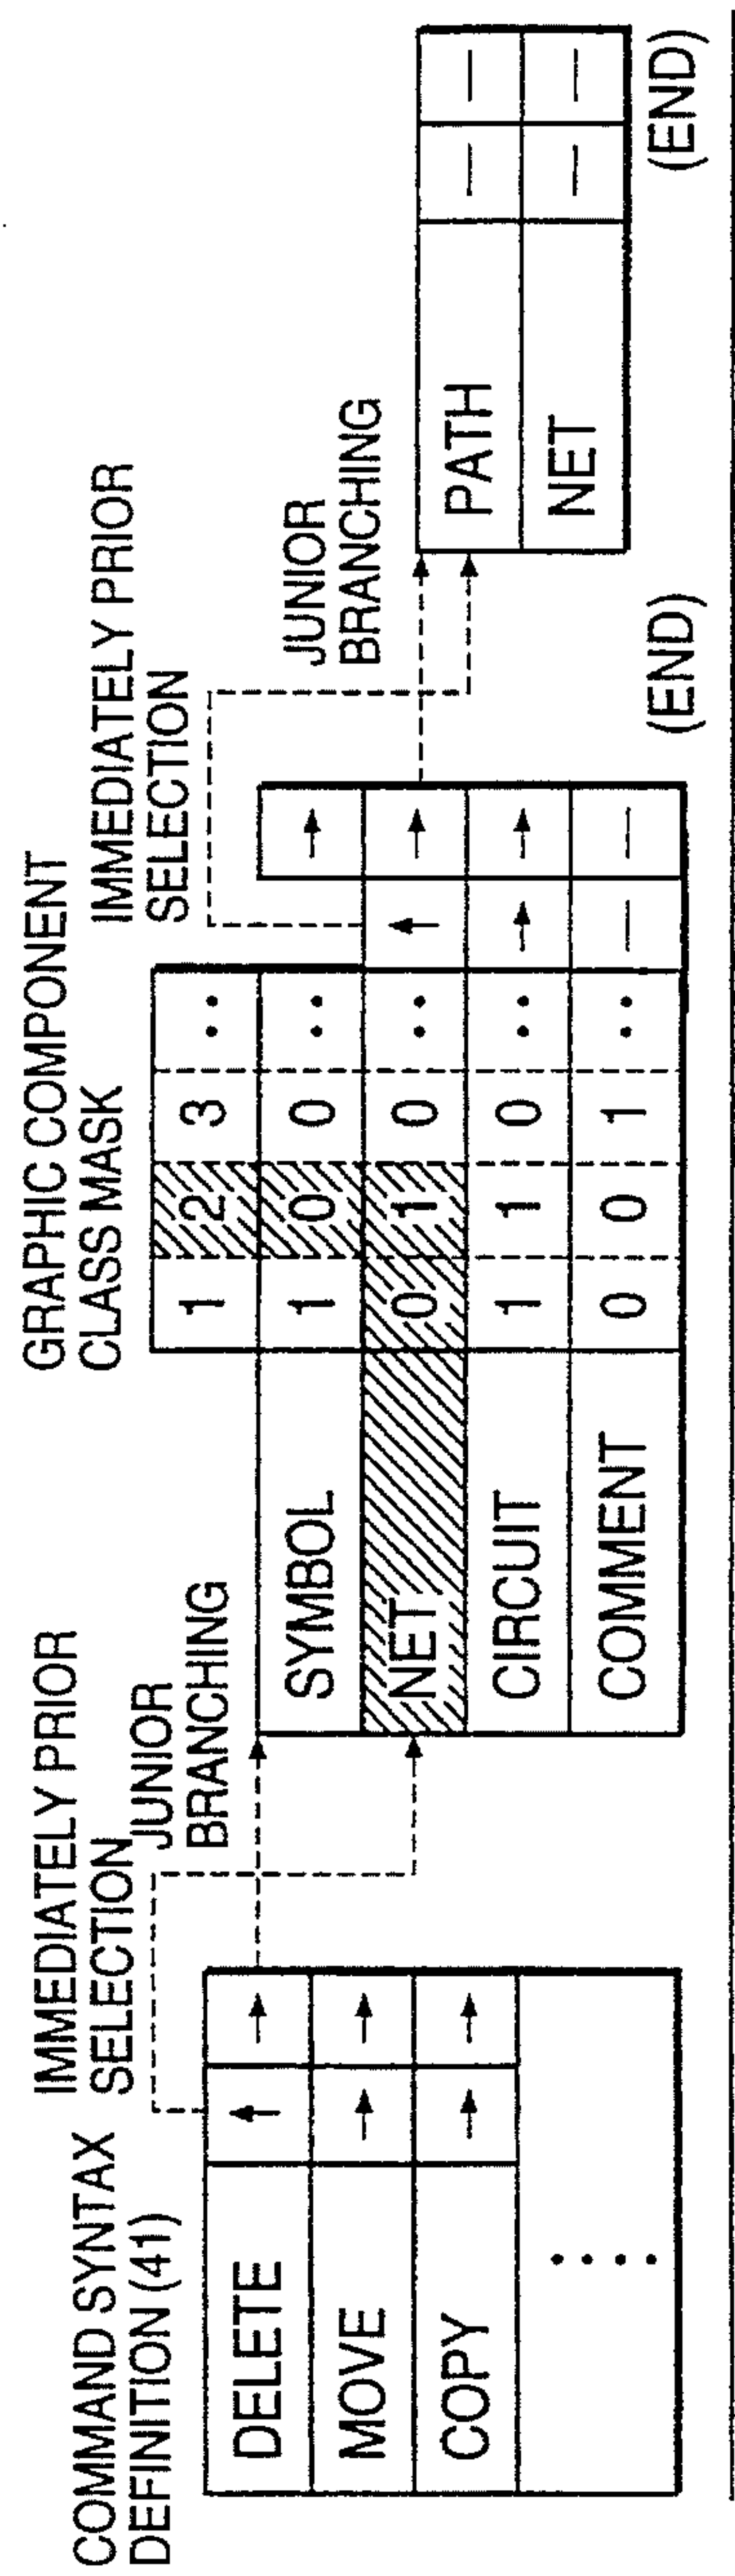 COMMAND SYNTAX
DEFINITION (41)
DELETE
MOVE
COPY
IMMEDIATELY PRIOR
SELECTION
JUNIOR
BRANCHING
GRAPHIC COMPONENT
CLASS MASK
1 2 3 ..
SYMBOL 1 0 0 ..
NET 0 1 0 ..
CIRCUIT 1 1 0 ..
COMMENT 0 0 1 ..
(END)
IMMEDIATELY PRIOR
SELECTION
JUNIOR
BRANCHING
PATH — —
NET — —
(END)